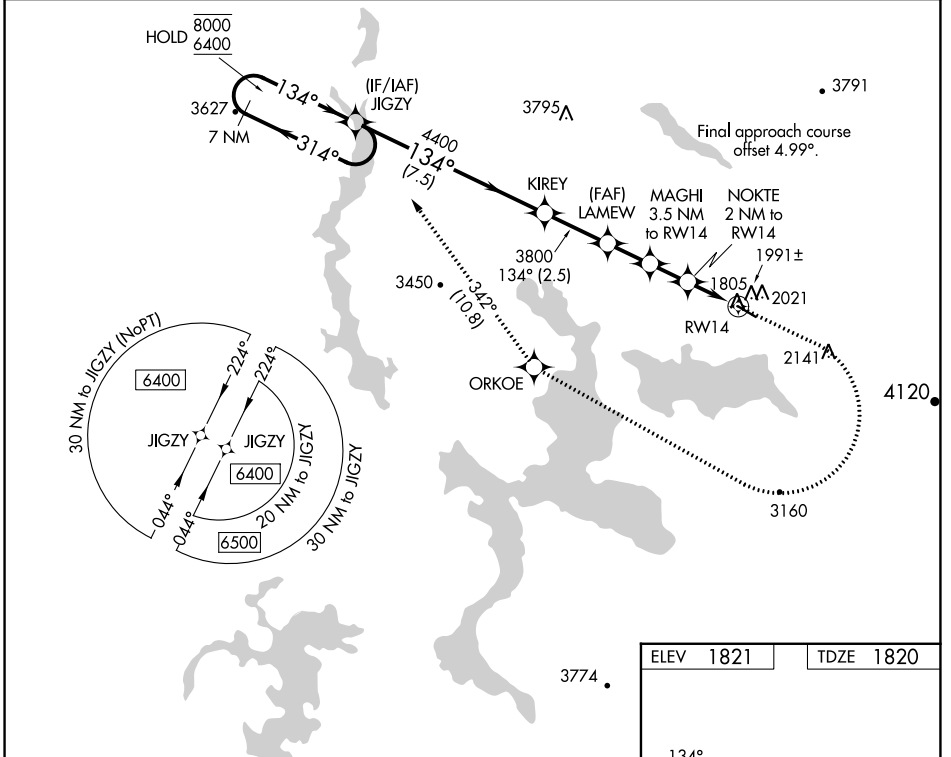 HOLD 8000
6400
134°
(IF/IAF)
JIGZY
3627
7 NM
314°
4400
134°
(7.5)
3795
3791
Final approach course
offset 4.99°.
KIREY
(FAF)
LAMEW
MAGHI
3.5 NM
to RW14
NOKTE
2 NM to
RW14
3800
134° (2.5)
1991±
1805
2021
RW14
3450
342°
(10.8)
ORKOE
2141
4120
3160
30 NM to JIGZY (NoPT)
6400
224°
224°
JIGZY
JIGZY
6400
20 NM to JIGZY
30 NM to JIGZY
044°
044°
6500
3774
ELEV 1821
TDZE 1820
134°